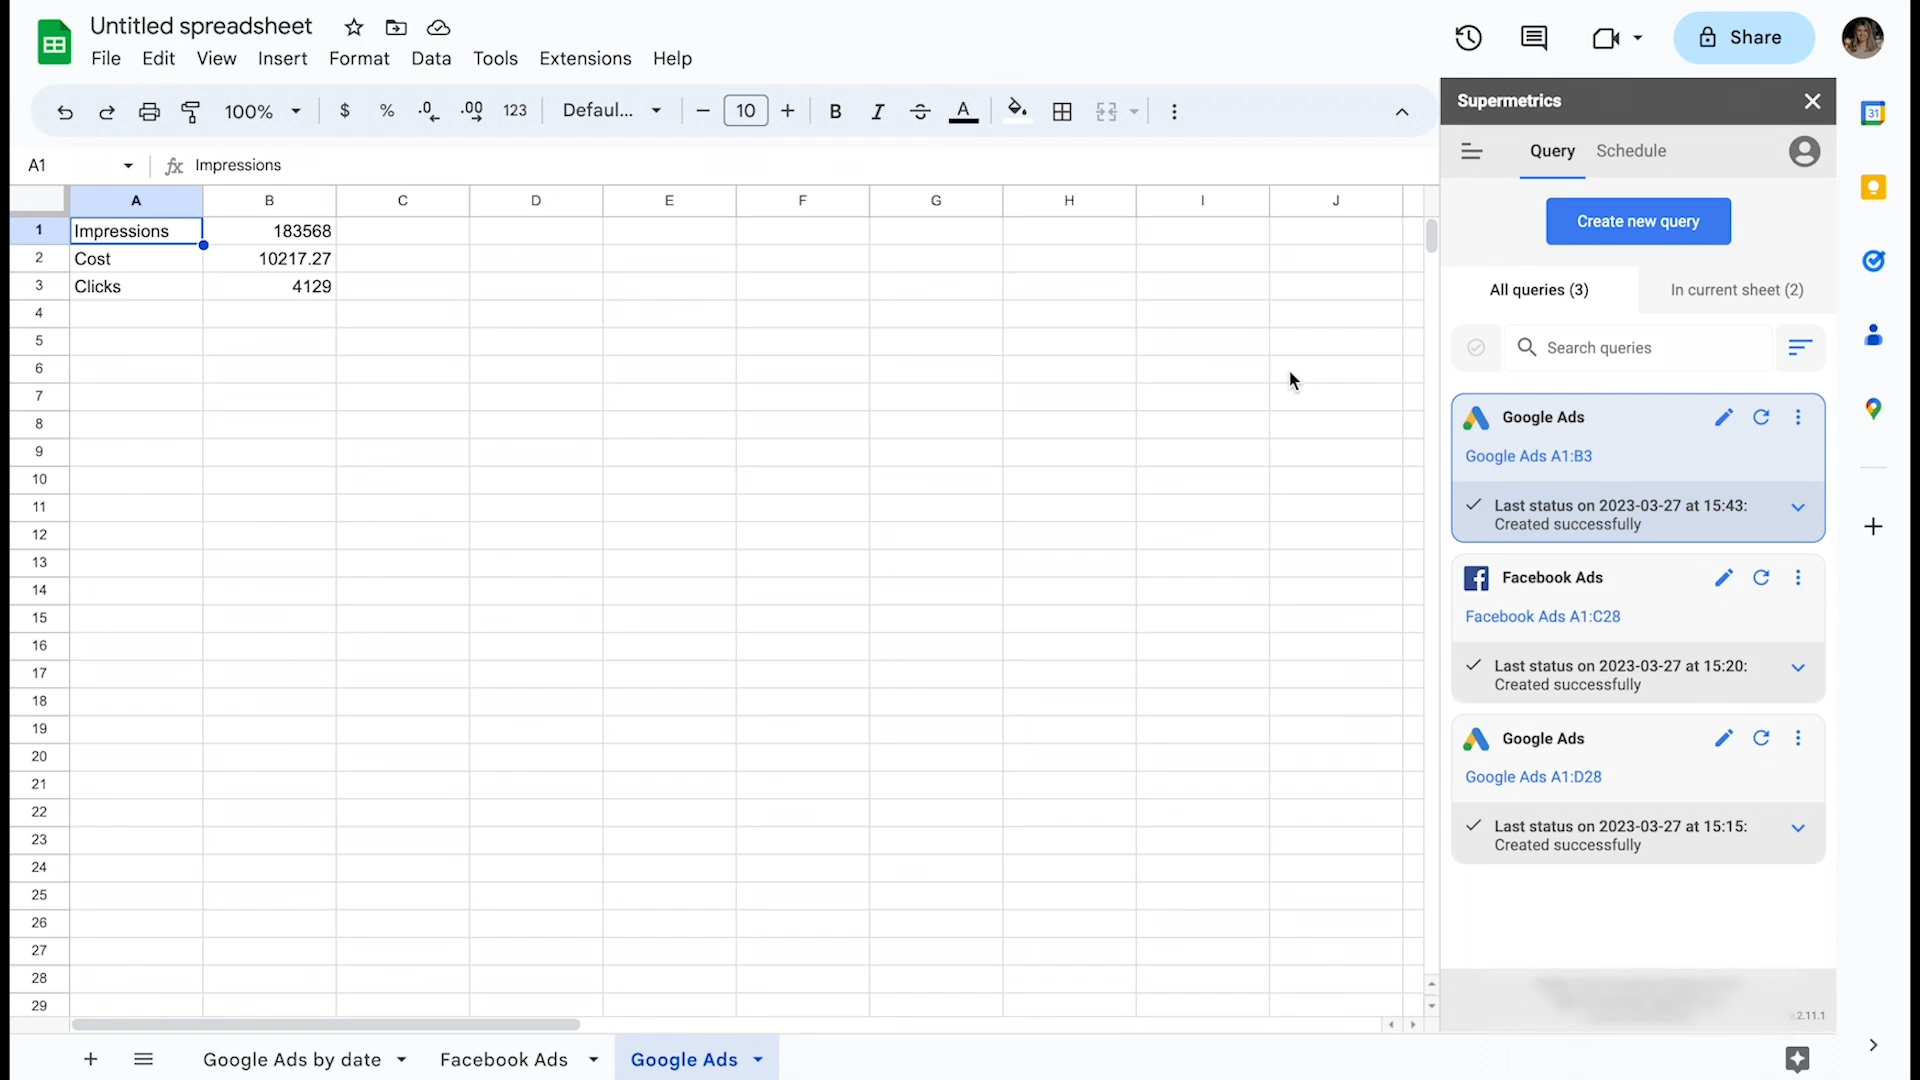 Untitled spreadsheet
File Edit View Insert Format Data Tools Extensions Help
Share
100% $ % .0 .00 123 Defaul... 10 B I A
A1 fx Impressions
A B C D E F G H I J
1 Impressions 183568
2 Cost 10217.27
3 Clicks 4129
4
5
6
7
8
9
10
11
12
13
14
15
16
17
18
19
20
21
22
23
24
25
26
27
28
29
Google Ads by date Facebook Ads Google Ads
Supermetrics
Query Schedule
Create new query
All queries (3) In current sheet (2)
Search queries
Google Ads
Google Ads A1:B3
Last status on 2023-03-27 at 15:43:
Created successfully
Facebook Ads
Facebook Ads A1:C28
Last status on 2023-03-27 at 15:20:
Created successfully
Google Ads
Google Ads A1:D28
Last status on 2023-03-27 at 15:15:
Created successfully
v.2.11.1
31